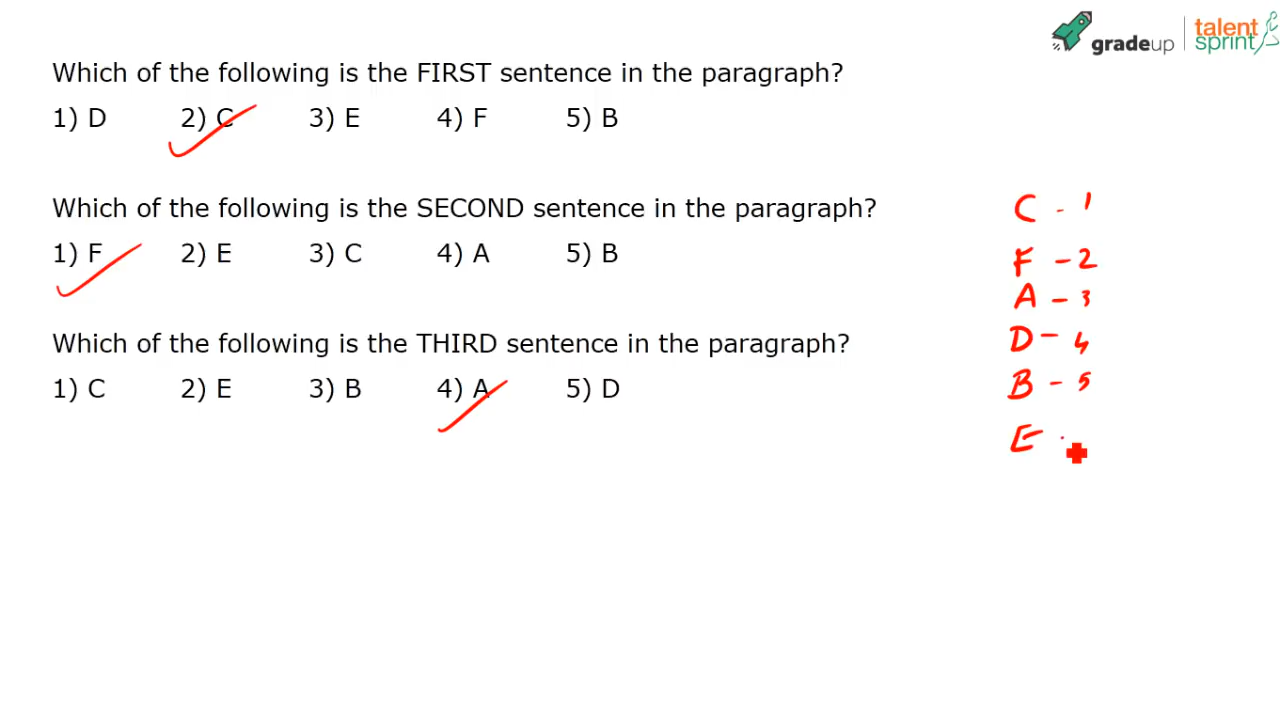 gradeup
talent
sprint
Which of the following is the FIRST sentence in the paragraph?
1) D 2) C 3) E 4) F 5) B
Which of the following is the SECOND sentence in the paragraph?
1) F 2) E 3) C 4) A 5) B
Which of the following is the THIRD sentence in the paragraph?
1) C 2) E 3) B 4) A 5) D
C - 1
F - 2
A - 3
D - 4
B - 5
E